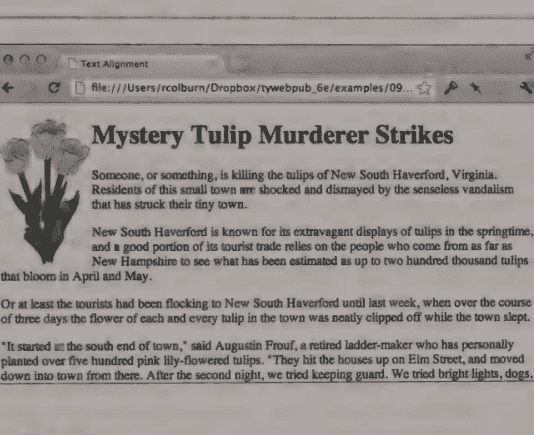 Text Alignment
file:///Users/rcolburn/Dropbox/tywebpub_6e/examples/09...
Mystery Tulip Murderer Strikes
Someone, or something, is killing the tulips of New South Haverford, Virginia.
Residents of this small town are shocked and dismayed by the senseless vandalism
that has struck their tiny town.
New South Haverford is known for its extravagant displays of tulips in the springtime,
and a good portion of its tourist trade relies on the people who come from as far as
New Hampshire to see what has been estimated as up to two hundred thousand tulips
that bloom in April and May.
Or at least the tourists had been flocking to New South Haverford until last week, when over the course
of three days the flower of each and every tulip in the town was neatly clipped off while the town slept.
"It started at the south end of town," said Augustin Frouf, a retired ladder-maker who has personally
planted over five hundred pink lily-flowered tulips. "They hit the houses up on Elm Street, and moved
down into town from there. After the second night, we tried keeping guard. We tried bright lights, dogs,